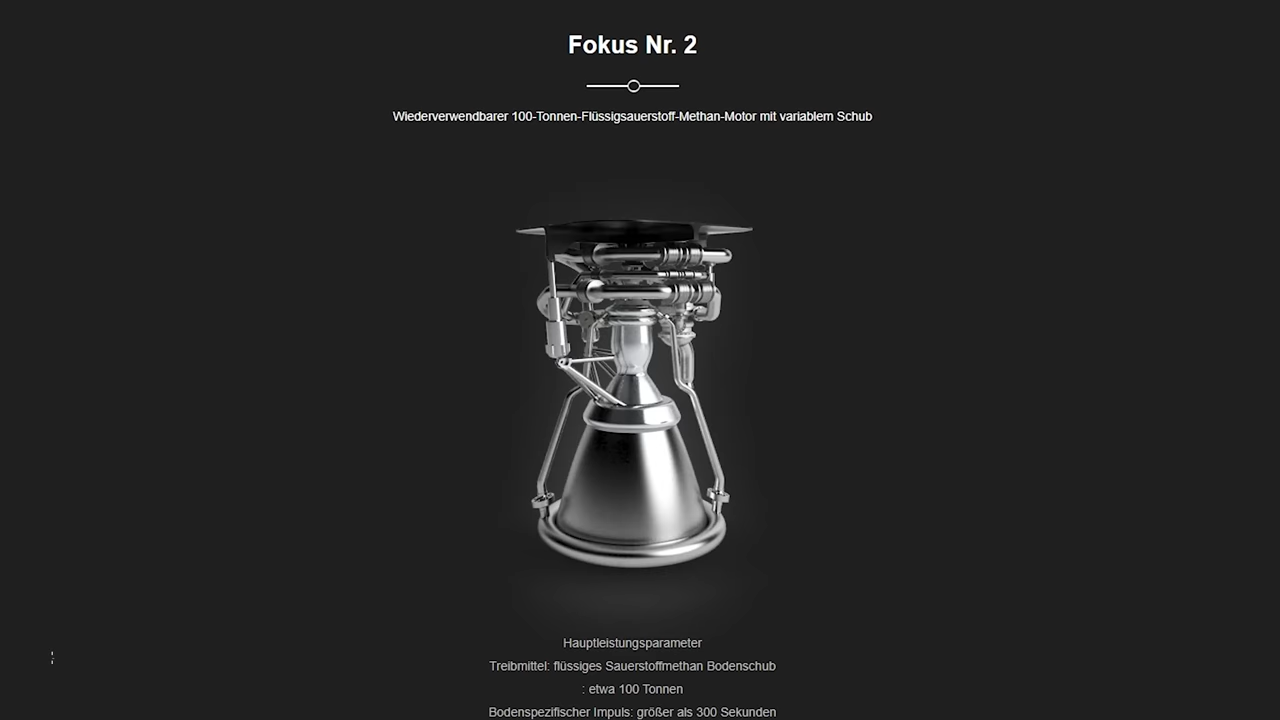 Fokus Nr. 2
Wiederverwendbarer 100-Tonnen-Flüssigsauerstoff-Methan-Motor mit variablem Schub
Hauptleistungsparameter
Treibmittel: flüssiges Sauerstoffmethan Bodenschub
: etwa 100 Tonnen
Bodenspezifischer Impuls: größer als 300 Sekunden